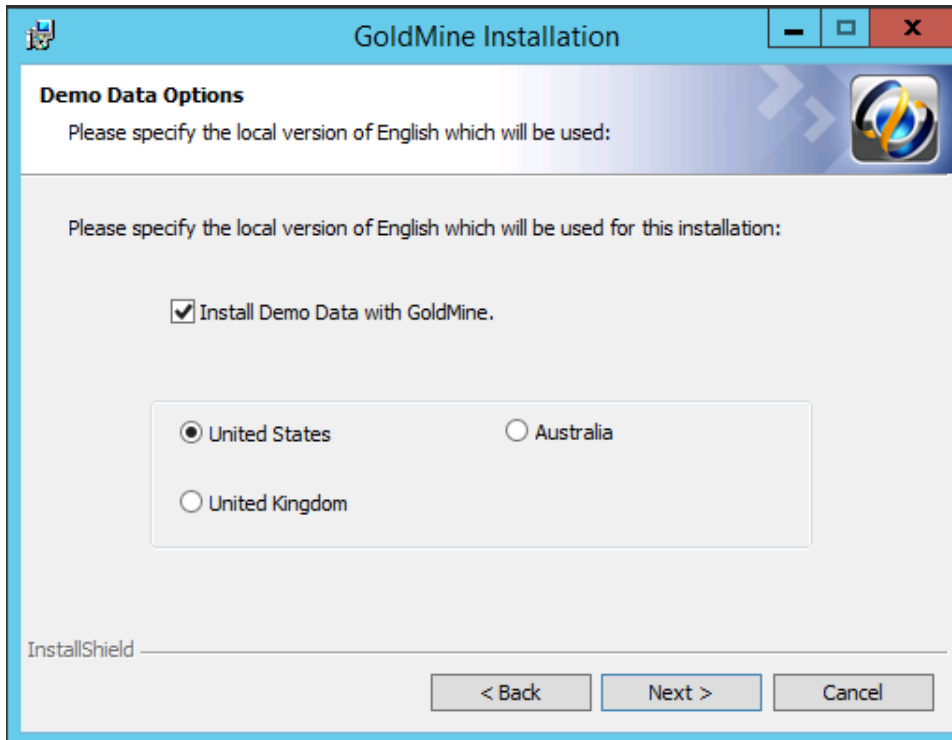 GoldMine Installation
Demo Data Options
Please specify the local version of English which will be used:
Please specify the local version of English which will be used for this installation:
Install Demo Data with GoldMine.
United States
Australia
United Kingdom
InstallShield
< Back
Next >
Cancel